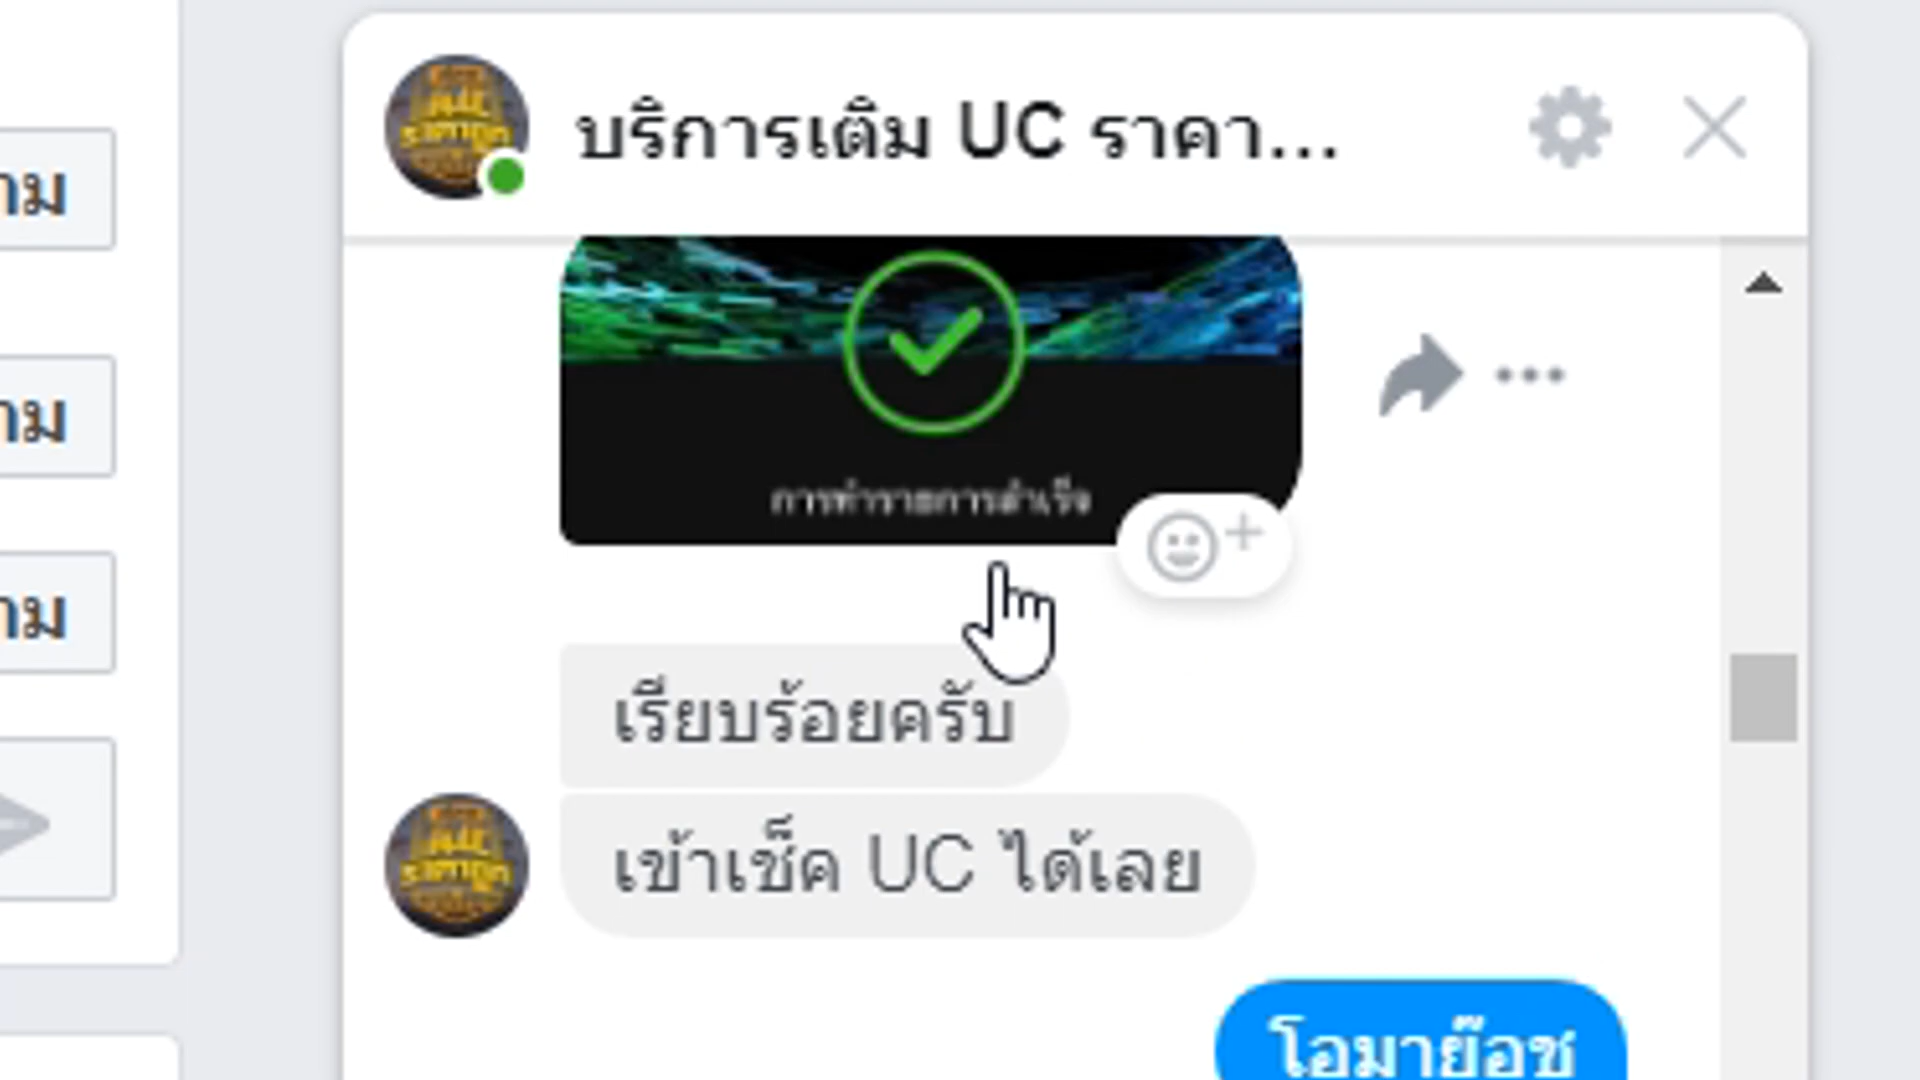 บริการเติม UC ราคา...
การทำรายการสำเร็จ
เรียบร้อยครับ
เข้าเช็ค UC ได้เลย
โอมาย๊อช